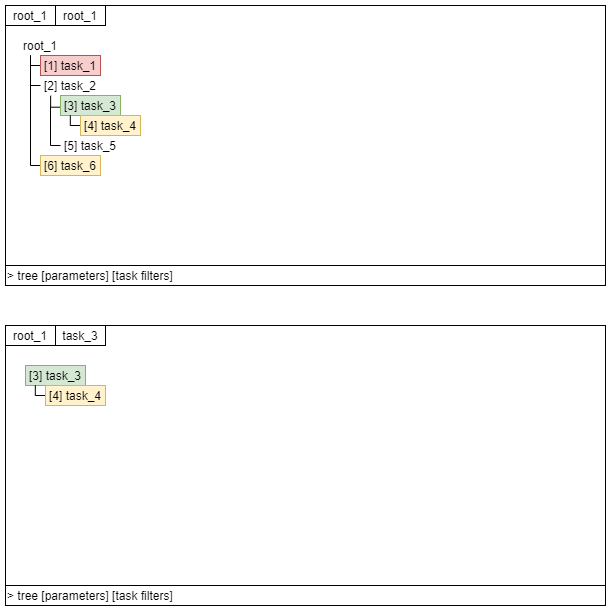 root_1 root_1
root_1
[1] task_1
[2] task_2
[3] task_3
[4] task_4
[5] task_5
[6] task_6
> tree [parameters] [task filters]
root_1 task_3
[3] task_3
[4] task_4
> tree [parameters] [task filters]